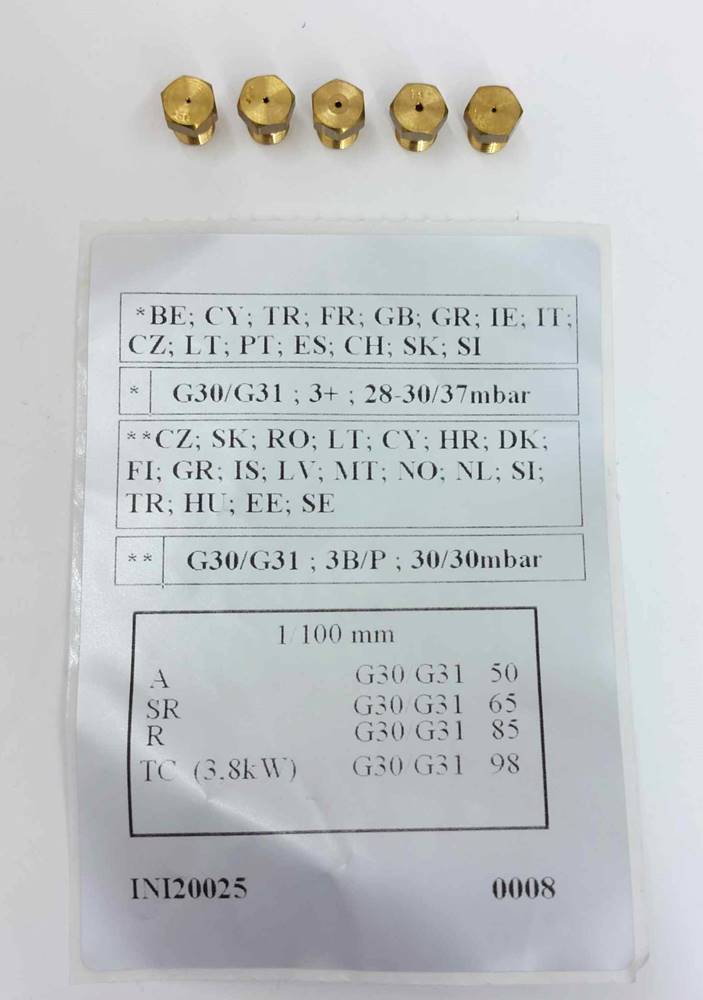 *BE; CY; TR; FR; GB; GR; IE; IT;
CZ; LT; PT; ES; CH; SK; SI
* G30/G31 ; 3+ ; 28-30/37mbar
**CZ; SK; RO; LT; CY; HR; DK;
FI; GR; IS; LV; MT; NO; NL; SI;
TR; HU; EE; SE
** G30/G31 ; 3B/P ; 30/30mbar
1/100 mm
A G30/G31 50
SR G30/G31 65
R G30/G31 85
TC (3.8kW) G30/G31 98
INI20025 0008